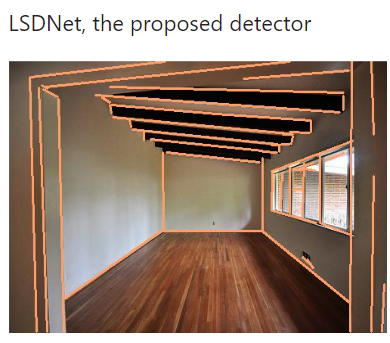 LSDNet, the proposed detector